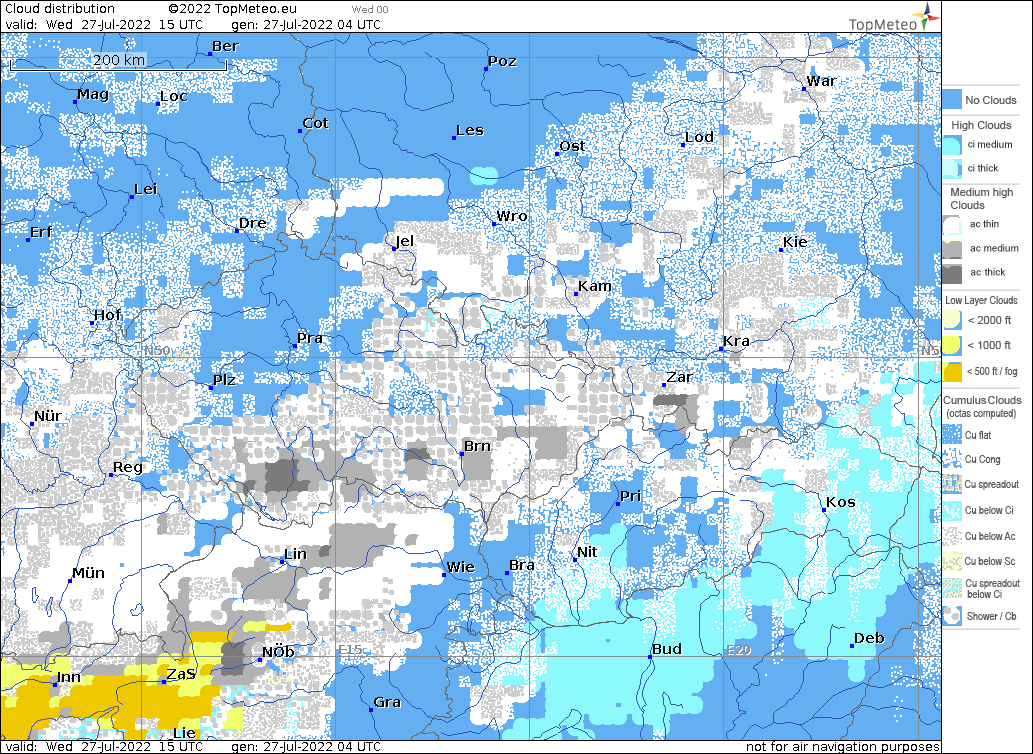 Cloud distribution ©2022 TopMeteo.eu Wed 00
valid: Wed 27-Jul-2022 15 UTC gen: 27-Jul-2022 04 UTC
TopMeteo
Ber
200 km
Poz
War
Mag
Loc
Cot
Les
Lod
Ost
Lei
Wro
Dre
Erf
Jel
Kie
Kam
Hof
Pra
Kra
N50
N5
Zar
Plz
Nür
Brn
Reg
Pri
Kos
Lin
Nit
Wie
Bra
Mün
Deb
E15
NÖb
Bud
E20
Inn
ZaS
Gra
Lie
No Clouds
High Clouds
ci medium
ci thick
Medium high
Clouds
ac thin
ac medium
ac thick
Low Layer Clouds
< 2000 ft
< 1000 ft
< 500 ft / fog
Cumulus Clouds
(octas computed)
Cu flat
Cu Cong
Cu spreadout
Cu below Ci
Cu below Ac
Cu below Sc
Cu spreadout
below Ci
Shower / Cb
valid: Wed 27-Jul-2022 15 UTC gen: 27-Jul-2022 04 UTC not for air navigation purposes